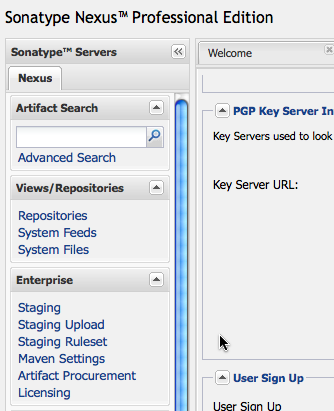 Sonatype Nexus™ Professional Edition
Sonatype™ Servers
Welcome
Nexus
Artifact Search
Advanced Search
Views/Repositories
Repositories
System Feeds
System Files
Enterprise
Staging
Staging Upload
Staging Ruleset
Maven Settings
Artifact Procurement
Licensing
PGP Key Server In
Key Servers used to look
Key Server URL:
User Sign Up
User Sign Up